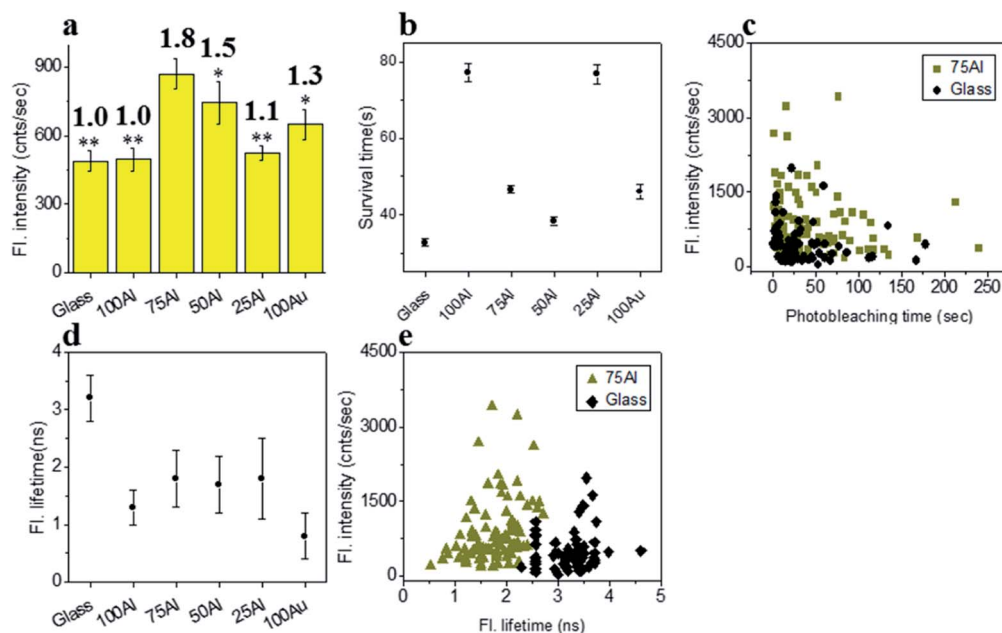 a
1.0
1.0
1.8
1.5
1.1
1.3
**
**
*
**
*
900
600
300
0
Fl. intensity (cnts/sec)
Glass
100Al
75Al
50Al
25Al
100Au
b
80
60
40
Survival time(s)
Glass
100Al
75Al
50Al
25Al
100Au
c
4500
3000
1500
0
Fl. intensity (cnts/sec)
75Al
Glass
0 50 100 150 200 250
Photobleaching time (sec)
d
4
3
2
1
0
Fl. lifetime(ns)
Glass
100Al
75Al
50Al
25Al
100Au
e
4500
3000
1500
0
Fl. intensity (cnts/sec)
75Al
Glass
0 1 2 3 4 5
Fl. lifetime (ns)